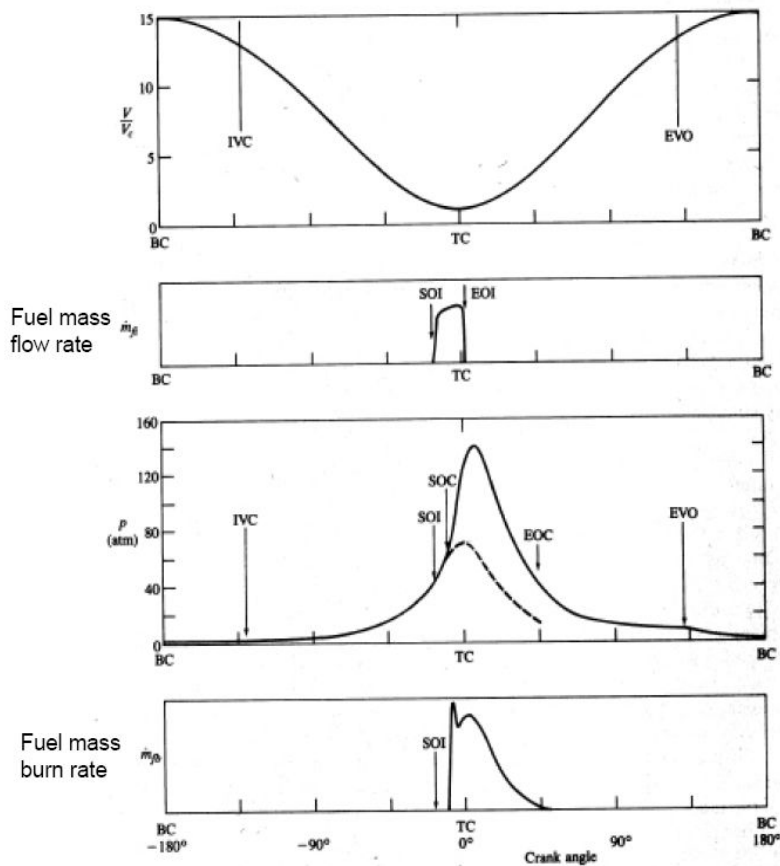 15
10
V
V_c
IVC
EVO
5
0
BC
TC
BC
Fuel mass
flow rate
ṁ_fi
SOI
EOI
BC
TC
BC
160
120
p
(atm)
80
40
0
SOC
SOI
IVC
EOC
EVO
BC
TC
BC
Fuel mass
burn rate
ṁ_fb
SOI
BC
TC
BC
−180°
−90°
0°
90°
180°
Crank angle